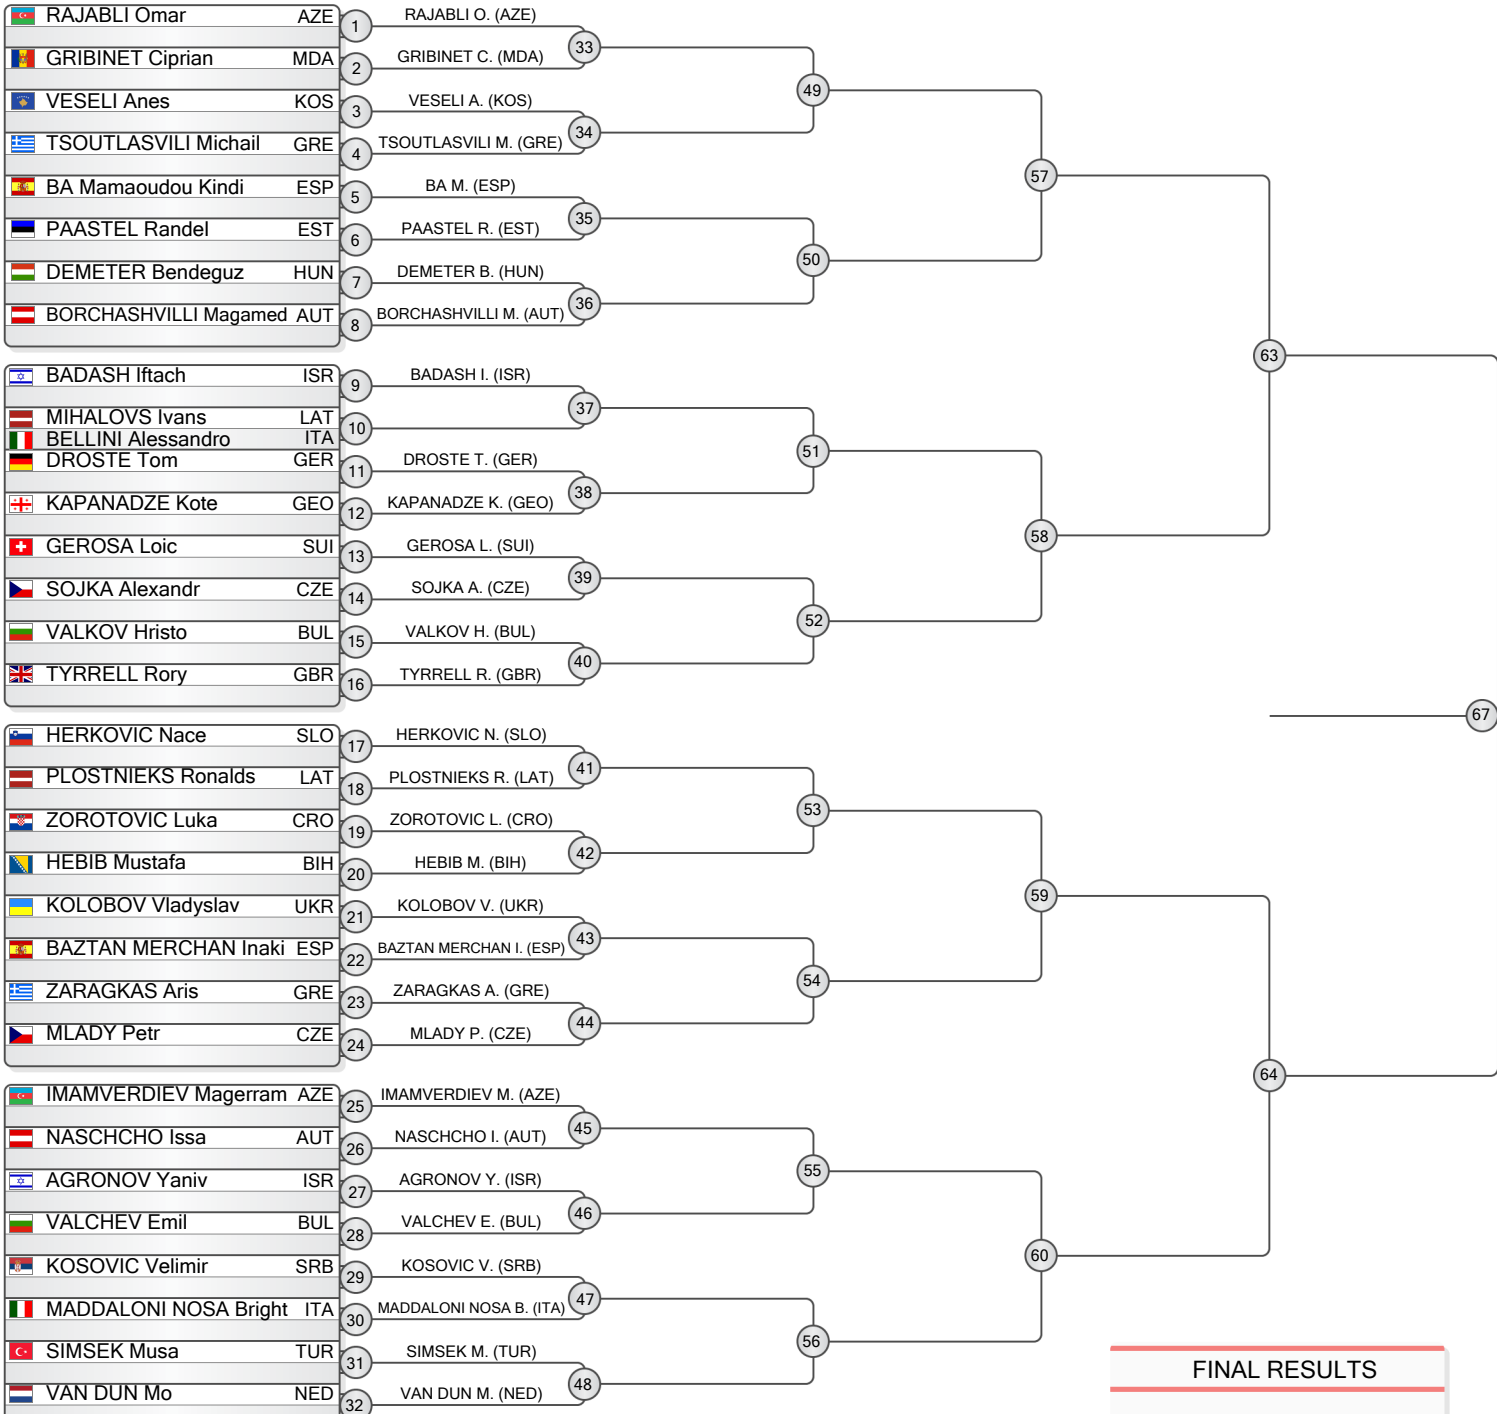 RAJABLI Omar AZE 1 RAJABLI O. (AZE)
33
GRIBINET Ciprian MDA 2 GRIBINET C. (MDA)
49
VESELI Anes KOS 3 VESELI A. (KOS)
34
TSOUTLASVILI Michail GRE 4 TSOUTLASVILI M. (GRE)
57
BA Mamaoudou Kindi ESP 5 BA M. (ESP)
35
PAASTEL Randel EST 6 PAASTEL R. (EST)
50
DEMETER Bendeguz HUN 7 DEMETER B. (HUN)
36
BORCHASHVILLI Magamed AUT 8 BORCHASHVILLI M. (AUT)
63
BADASH Iftach ISR 9 BADASH I. (ISR)
37
MIHALOVS Ivans LAT 10
BELLINI Alessandro ITA
51
DROSTE Tom GER 11 DROSTE T. (GER)
38
KAPANADZE Kote GEO 12 KAPANADZE K. (GEO)
58
GEROSA Loic SUI 13 GEROSA L. (SUI)
39
SOJKA Alexandr CZE 14 SOJKA A. (CZE)
52
VALKOV Hristo BUL 15 VALKOV H. (BUL)
40
TYRRELL Rory GBR 16 TYRRELL R. (GBR)
67
HERKOVIC Nace SLO 17 HERKOVIC N. (SLO)
41
PLOSTNIEKS Ronalds LAT 18 PLOSTNIEKS R. (LAT)
53
ZOROTOVIC Luka CRO 19 ZOROTOVIC L. (CRO)
42
HEBIB Mustafa BIH 20 HEBIB M. (BIH)
59
KOLOBOV Vladyslav UKR 21 KOLOBOV V. (UKR)
43
BAZTAN MERCHAN Inaki ESP 22 BAZTAN MERCHAN I. (ESP)
54
ZARAGKAS Aris GRE 23 ZARAGKAS A. (GRE)
44
MLADY Petr CZE 24 MLADY P. (CZE)
64
IMAMVERDIEV Magerram AZE 25 IMAMVERDIEV M. (AZE)
45
NASCHCHO Issa AUT 26 NASCHCHO I. (AUT)
55
AGRONOV Yaniv ISR 27 AGRONOV Y. (ISR)
46
VALCHEV Emil BUL 28 VALCHEV E. (BUL)
60
KOSOVIC Velimir SRB 29 KOSOVIC V. (SRB)
47
MADDALONI NOSA Bright ITA 30 MADDALONI NOSA B. (ITA)
56
SIMSEK Musa TUR 31 SIMSEK M. (TUR)
48
VAN DUN Mo NED 32 VAN DUN M. (NED)
FINAL RESULTS